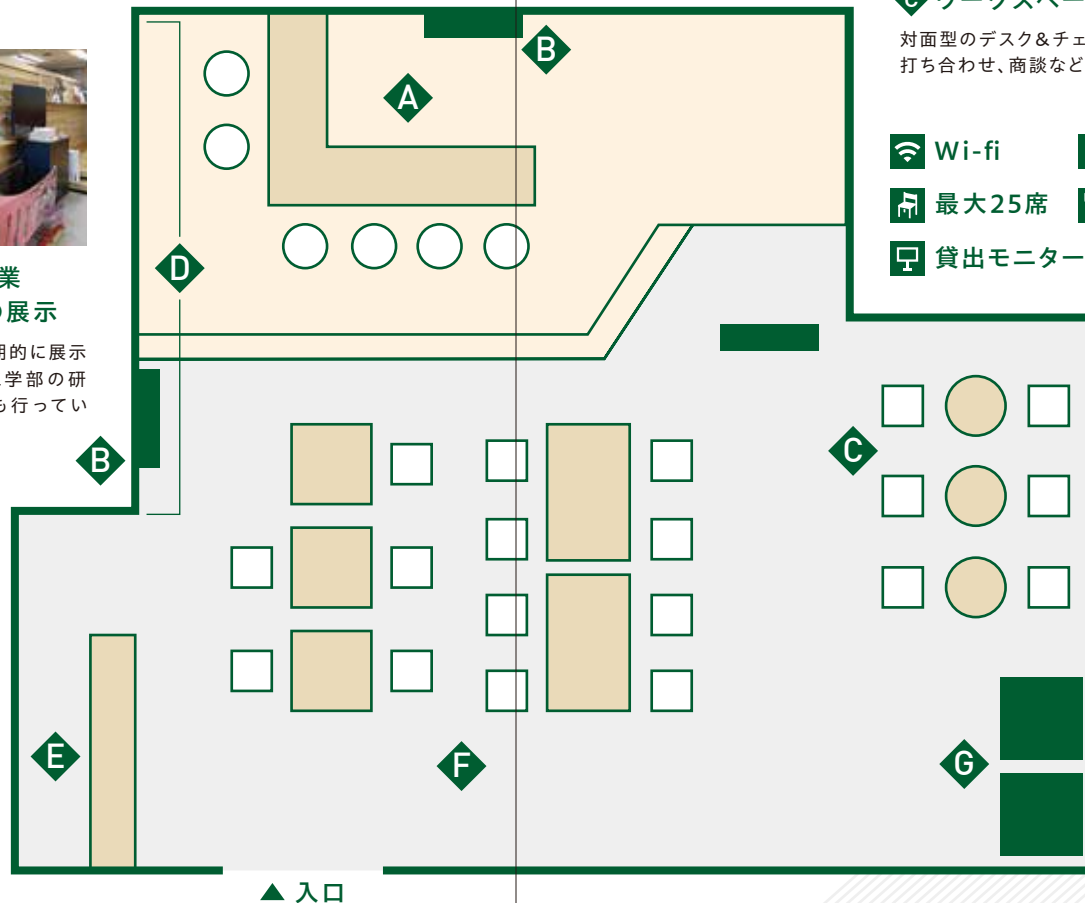 業
展示
期的に展示
学部の研
も行ってい
C
対面型のデスク&チェ
打ち合わせ、商談など
Wi-fi
最大25席
貸出モニター
A
B
D
B
C
E
F
G
▲ 入口